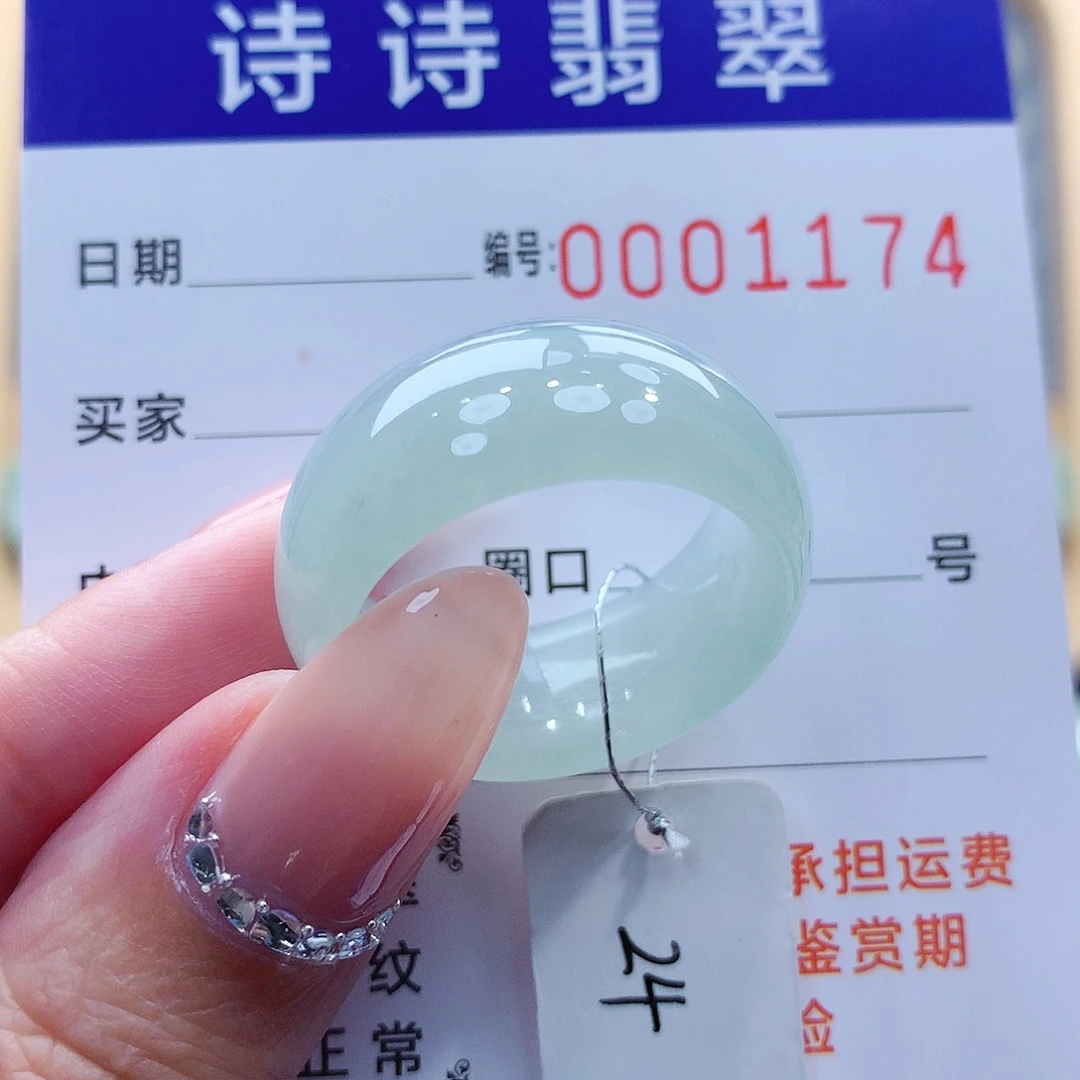 诗诗翡翠
日期 编号:0001174
买家
圈口 号
承担运费
鉴赏期
纹
正常
24